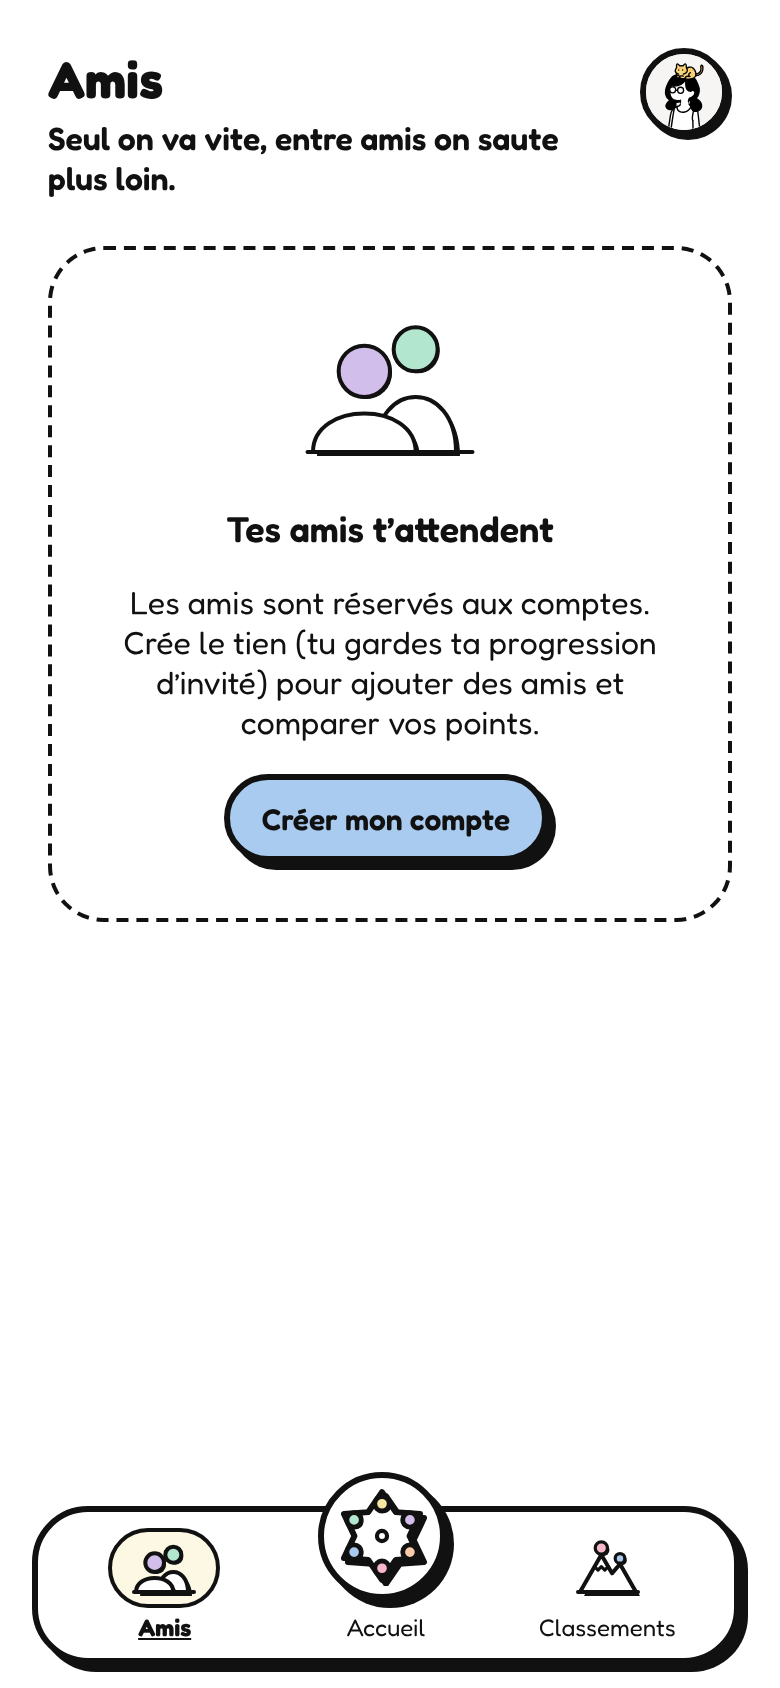 Amis
Seul on va vite, entre amis on saute
plus loin.
Tes amis t’attendent
Les amis sont réservés aux comptes.
Crée le tien (tu gardes ta progression
d’invité) pour ajouter des amis et
comparer vos points.
Créer mon compte
Amis
Accueil
Classements